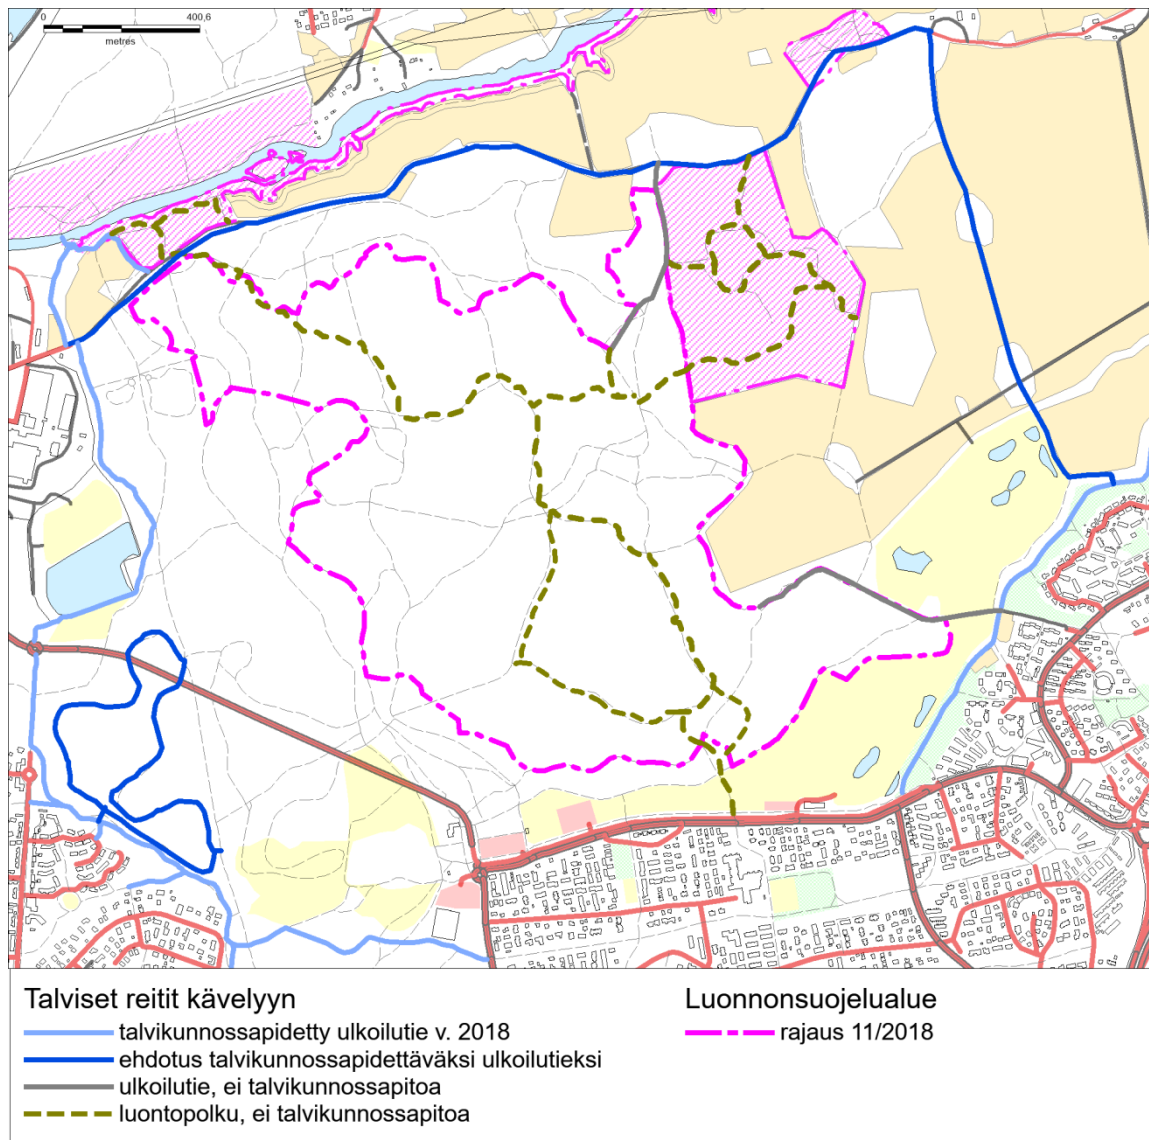 0 400,6
metres
Talviset reitit kävelyyn
talvikunnossapidetty ulkoilutie v. 2018
ehdotus talvikunnossapidettäväksi ulkoilutieksi
ulkoilutie, ei talvikunnossapitoa
luontopolku, ei talvikunnossapitoa
Luonnonsuojelualue
rajaus 11/2018